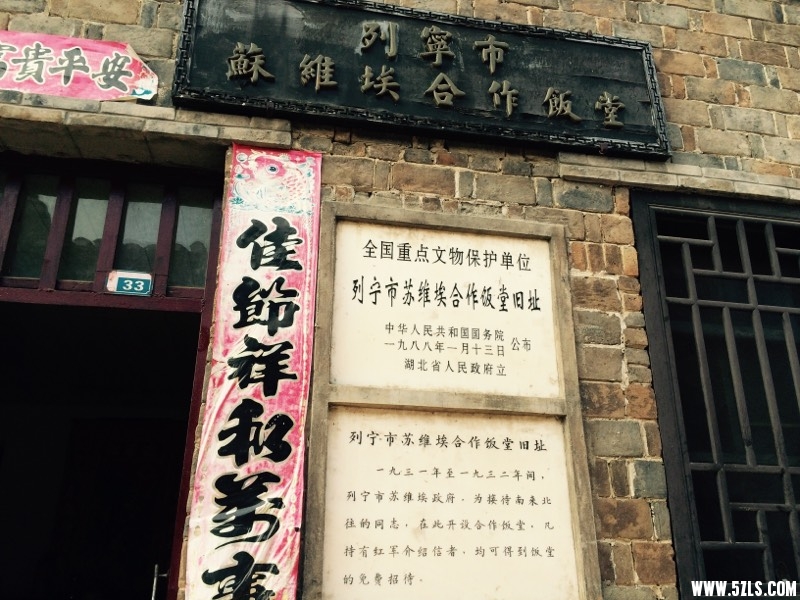 列寧市
蘇維埃合作飯堂
富貴平安
33
佳節祥和萬事
全国重点文物保护单位
列宁市苏维埃合作饭堂旧址
中华人民共和国国务院
一九八八年一月十三日 公布
湖北省人民政府立
列宁市苏维埃合作饭堂旧址
一九三一年至一九三二年间，
列宁市苏维埃政府，为接待南来北
往的同志，在此开设合作饭堂，凡
持有红军介绍信者，均可得到饭堂
的免费招待。
WWW.5ZLS.COM